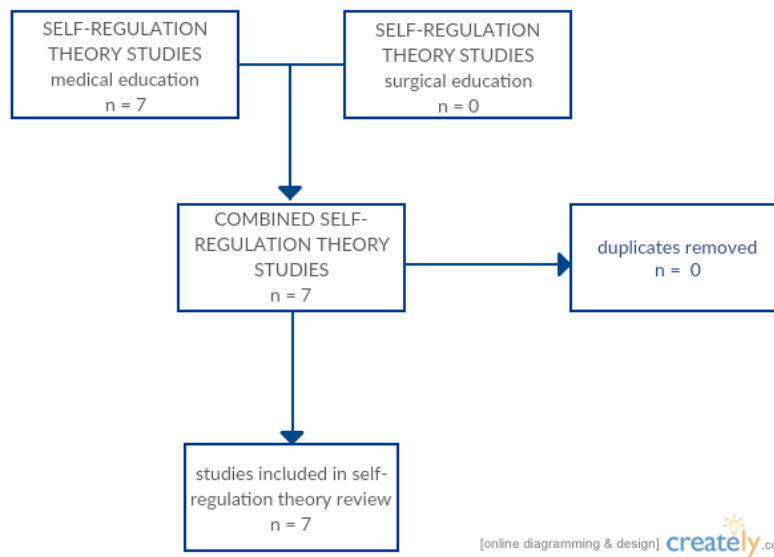 SELF-REGULATION
THEORY STUDIES
medical education
n = 7
SELF-REGULATION
THEORY STUDIES
surgical education
n = 0
COMBINED SELF-
REGULATION THEORY
STUDIES
n = 7
duplicates removed
n = 0
studies included in self-
regulation theory review
n = 7
[online diagramming & design] creately.co